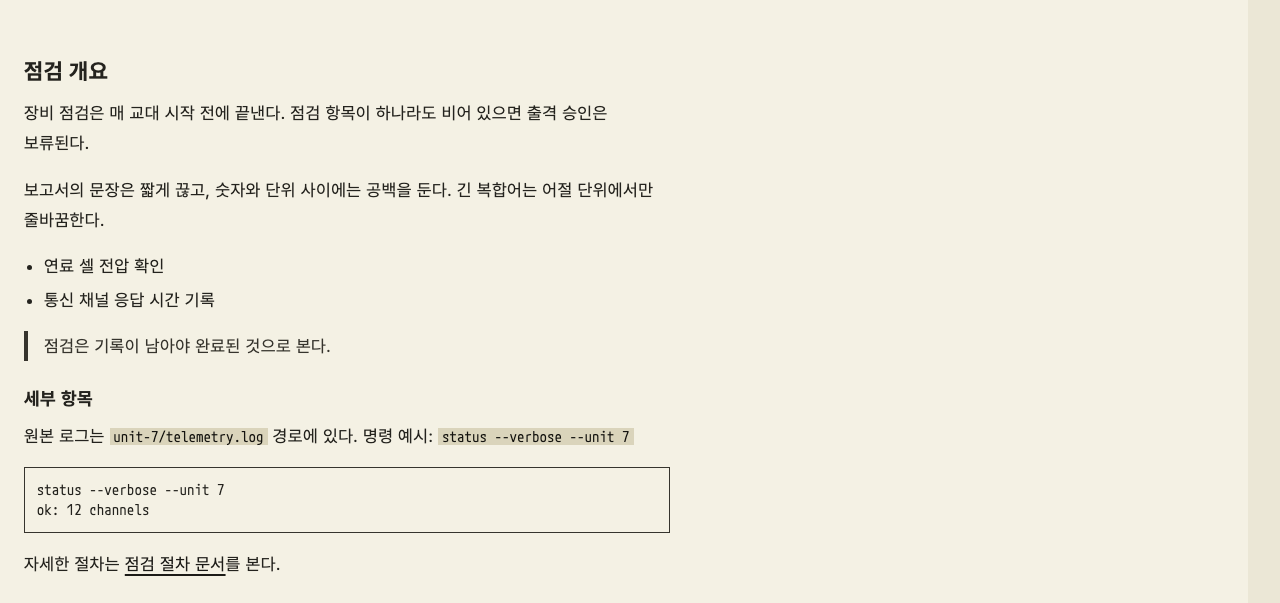 점검 개요
장비 점검은 매 교대 시작 전에 끝낸다. 점검 항목이 하나라도 비어 있으면 출격 승인은
보류된다.
보고서의 문장은 짧게 끊고, 숫자와 단위 사이에는 공백을 둔다. 긴 복합어는 어절 단위에서만
줄바꿈한다.
• 연료 셀 전압 확인
• 통신 채널 응답 시간 기록
점검은 기록이 남아야 완료된 것으로 본다.
세부 항목
원본 로그는 unit-7/telemetry.log 경로에 있다. 명령 예시: status --verbose --unit 7
status --verbose --unit 7
ok: 12 channels
자세한 절차는 점검 절차 문서를 본다.